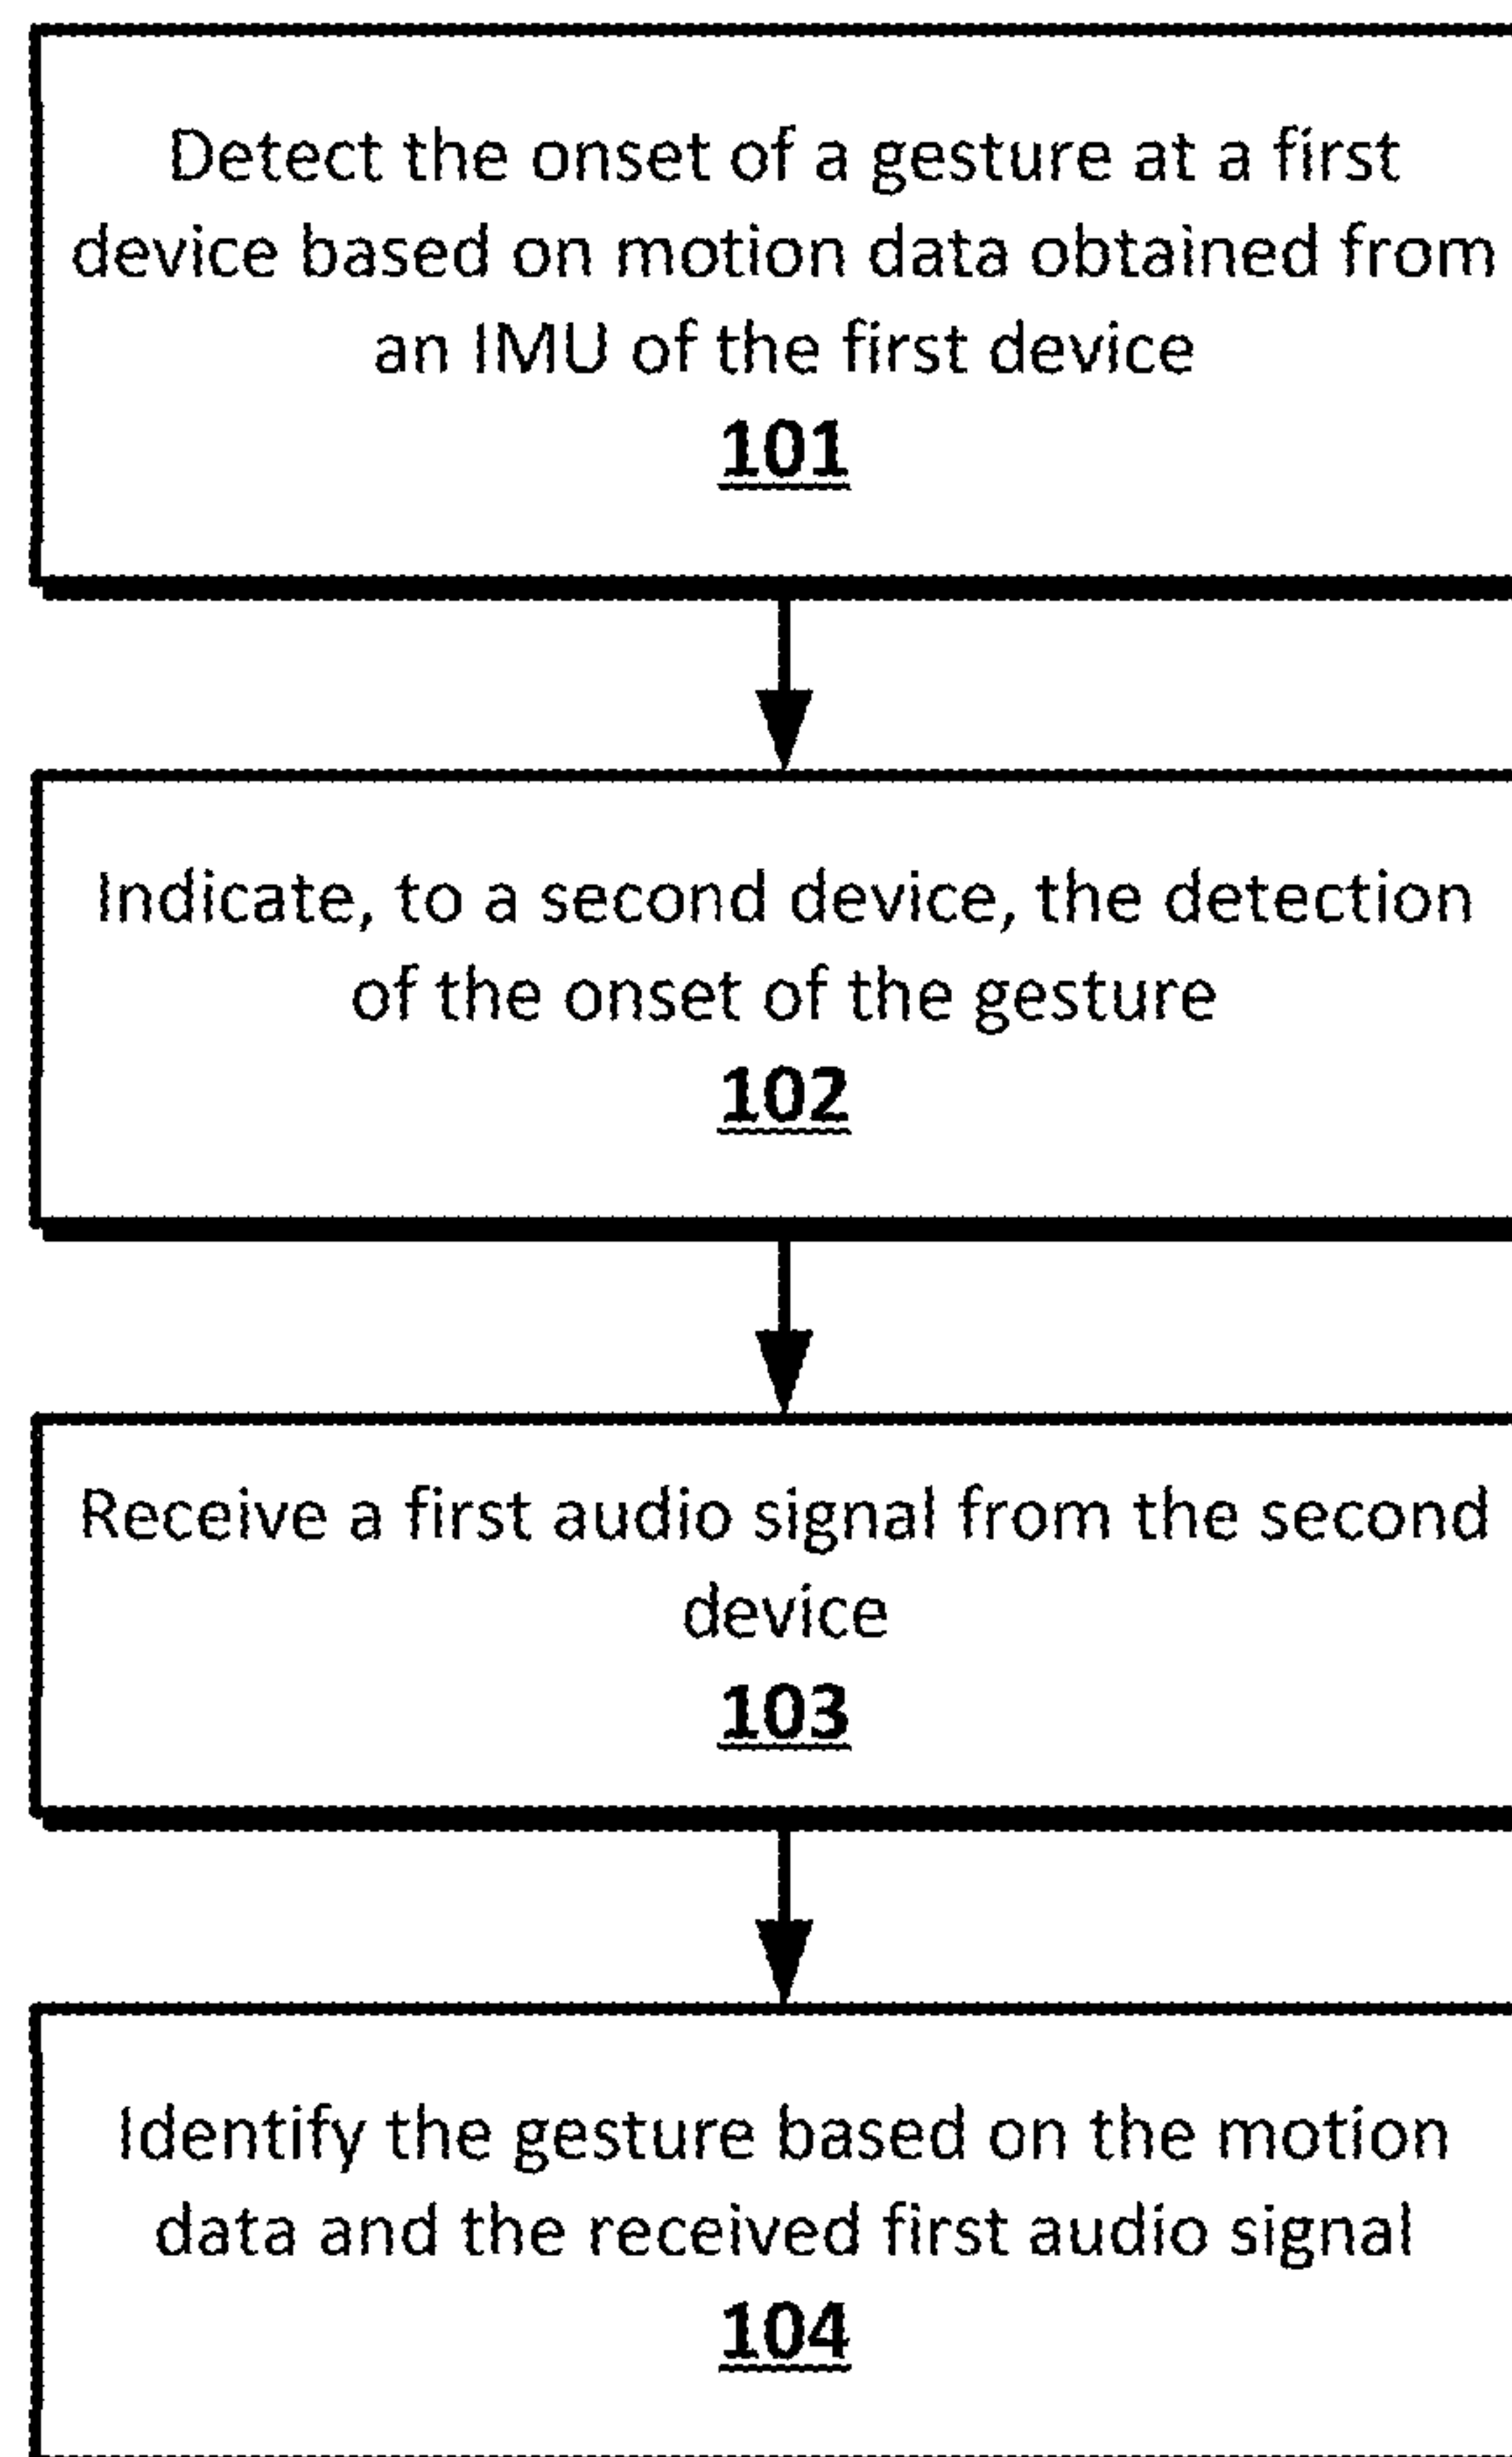 Detect the onset of a gesture at a first
device based on motion data obtained from
an IMU of the first device
101
Indicate, to a second device, the detection
of the onset of the gesture
102
Receive a first audio signal from the second
device
103
Identify the gesture based on the motion
data and the received first audio signal
104